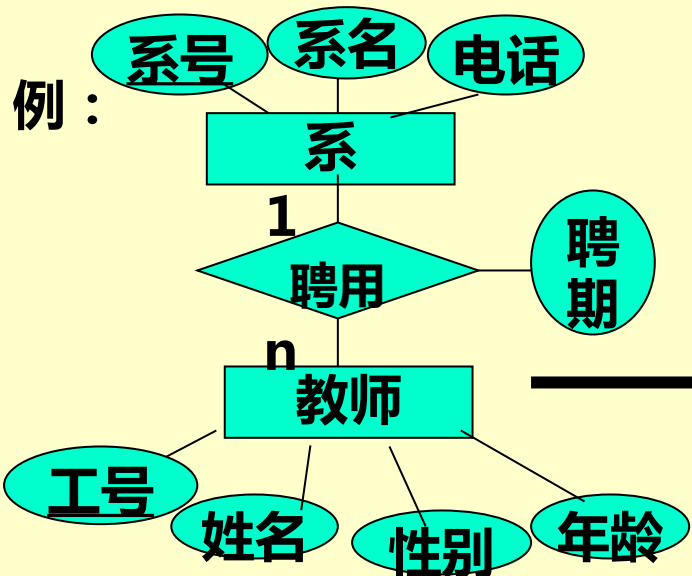 系号
系名
电话
例：
系
1
聘用
聘
期
n
教师
工号
姓名
性别
年龄